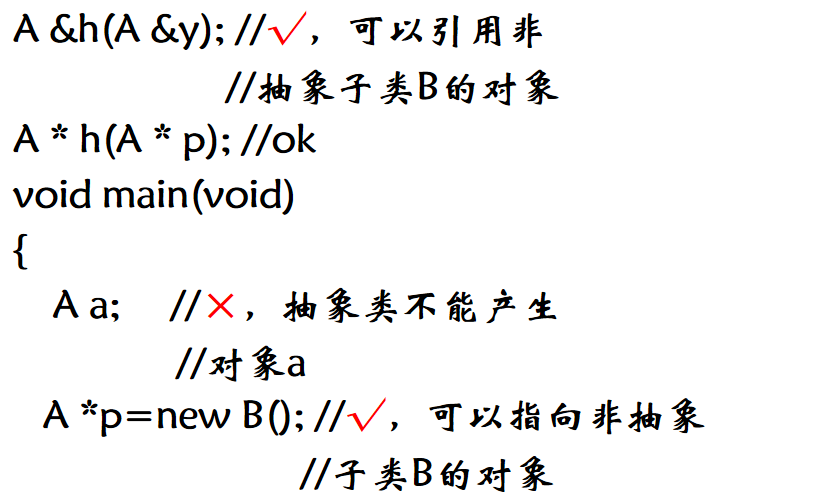 A &h(A &y); //√，可以引用非
//抽象子类B的对象
A * h(A * p); //ok
void main(void)
{
A a; //×，抽象类不能产生
//对象a
A *p=new B(); //√，可以指向非抽象
//子类B的对象